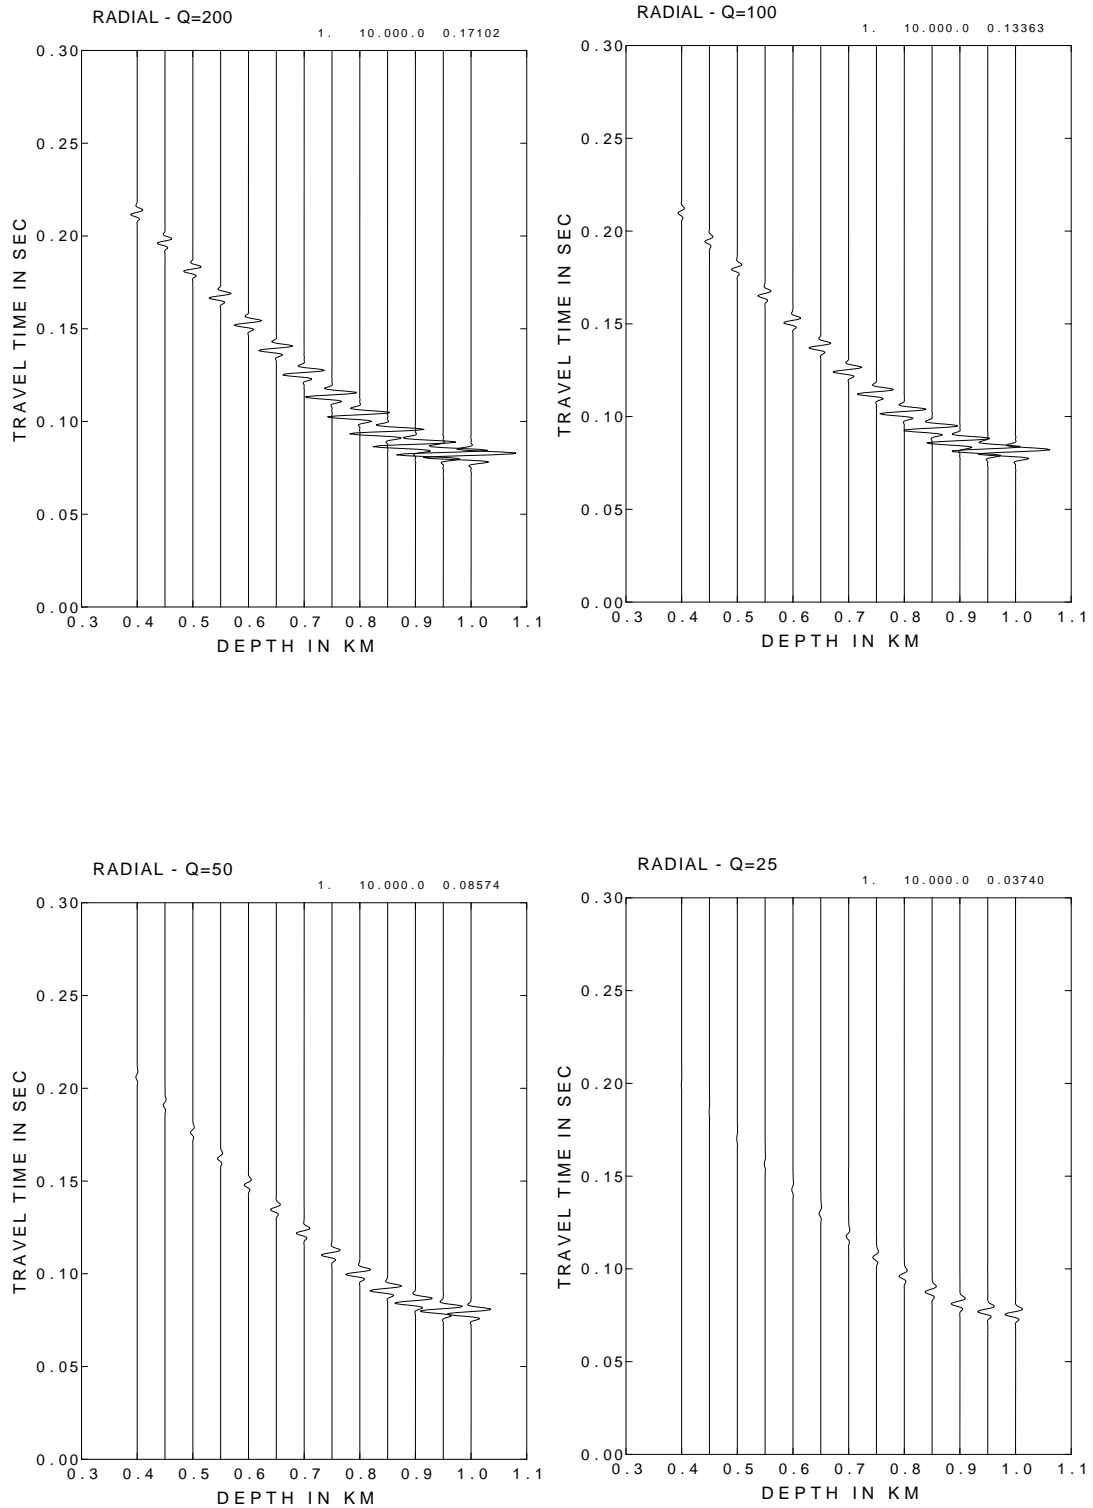 RADIAL - Q=200
1. 10.000.0 0.17102
0.30
0.25
0.20
0.15
0.10
0.05
0.00
TRAVEL TIME IN SEC
0.3 0.4 0.5 0.6 0.7 0.8 0.9 1.0 1.1
DEPTH IN KM
RADIAL - Q=100
1. 10.000.0 0.13363
0.30
0.25
0.20
0.15
0.10
0.05
0.00
TRAVEL TIME IN SEC
0.3 0.4 0.5 0.6 0.7 0.8 0.9 1.0 1.1
DEPTH IN KM
RADIAL - Q=50
1. 10.000.0 0.08574
0.30
0.25
0.20
0.15
0.10
0.05
0.00
TRAVEL TIME IN SEC
0.3 0.4 0.5 0.6 0.7 0.8 0.9 1.0 1.1
DEPTH IN KM
RADIAL - Q=25
1. 10.000.0 0.03740
0.30
0.25
0.20
0.15
0.10
0.05
0.00
TRAVEL TIME IN SEC
0.3 0.4 0.5 0.6 0.7 0.8 0.9 1.0 1.1
DEPTH IN KM